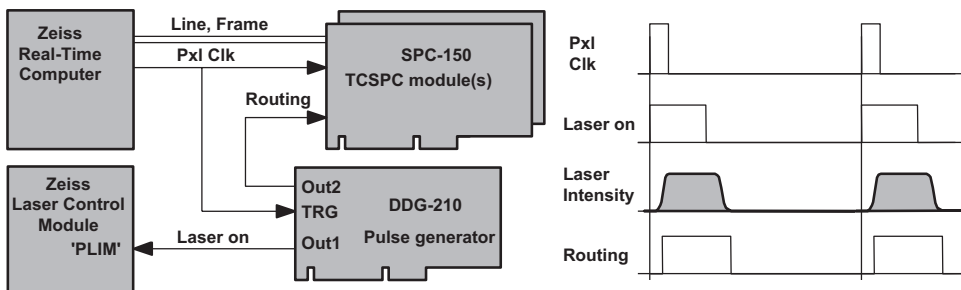 Zeiss
Real-Time
Computer
Line, Frame
Pxl Clk
Routing
SPC-150
TCSPC module(s)
Zeiss
Laser Control
Module
'PLIM'
Laser on
Out2
TRG
Out1
DDG-210
Pulse generator
Pxl
Clk
Laser on
Laser
Intensity
Routing